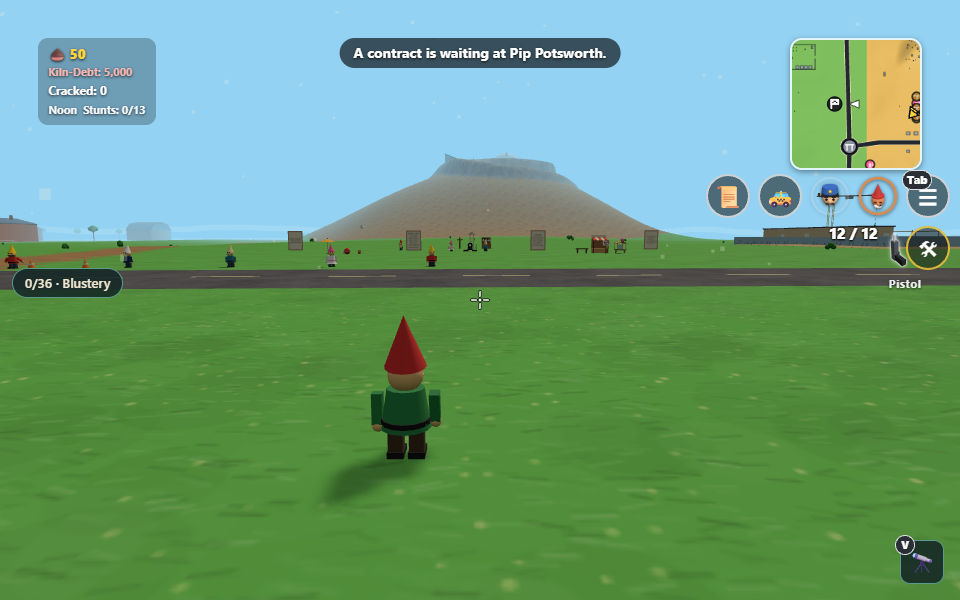 50
A contract is waiting at Pip Potsworth.
Kiln-Debt: 5,000
Cracked: 0
Noon Stunts: 0/13
Tab
12 / 12
0/36 · Blustery
Pistol
V